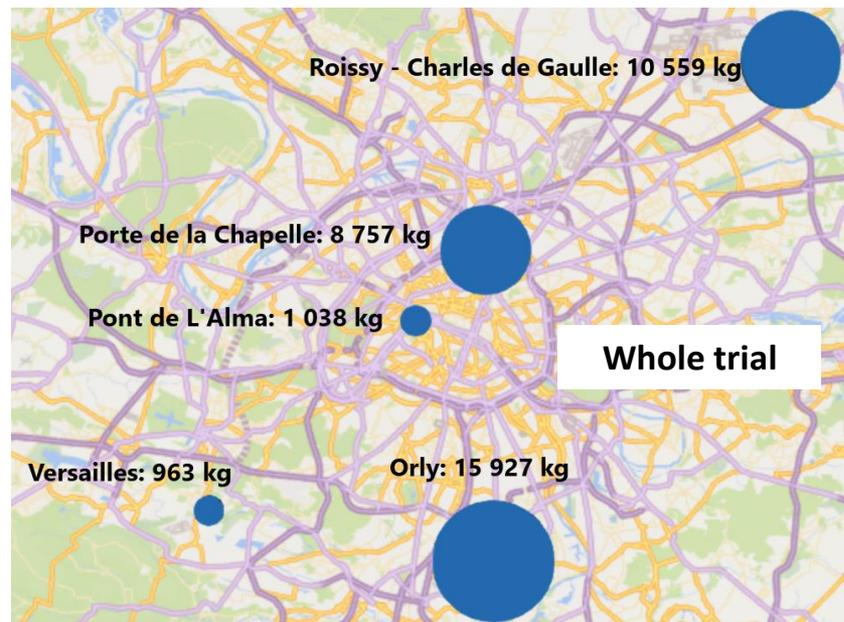 Roissy - Charles de Gaulle: 10 559 kg
Porte de la Chapelle: 8 757 kg
Pont de L'Alma: 1 038 kg
Whole trial
Versailles: 963 kg
Orly: 15 927 kg